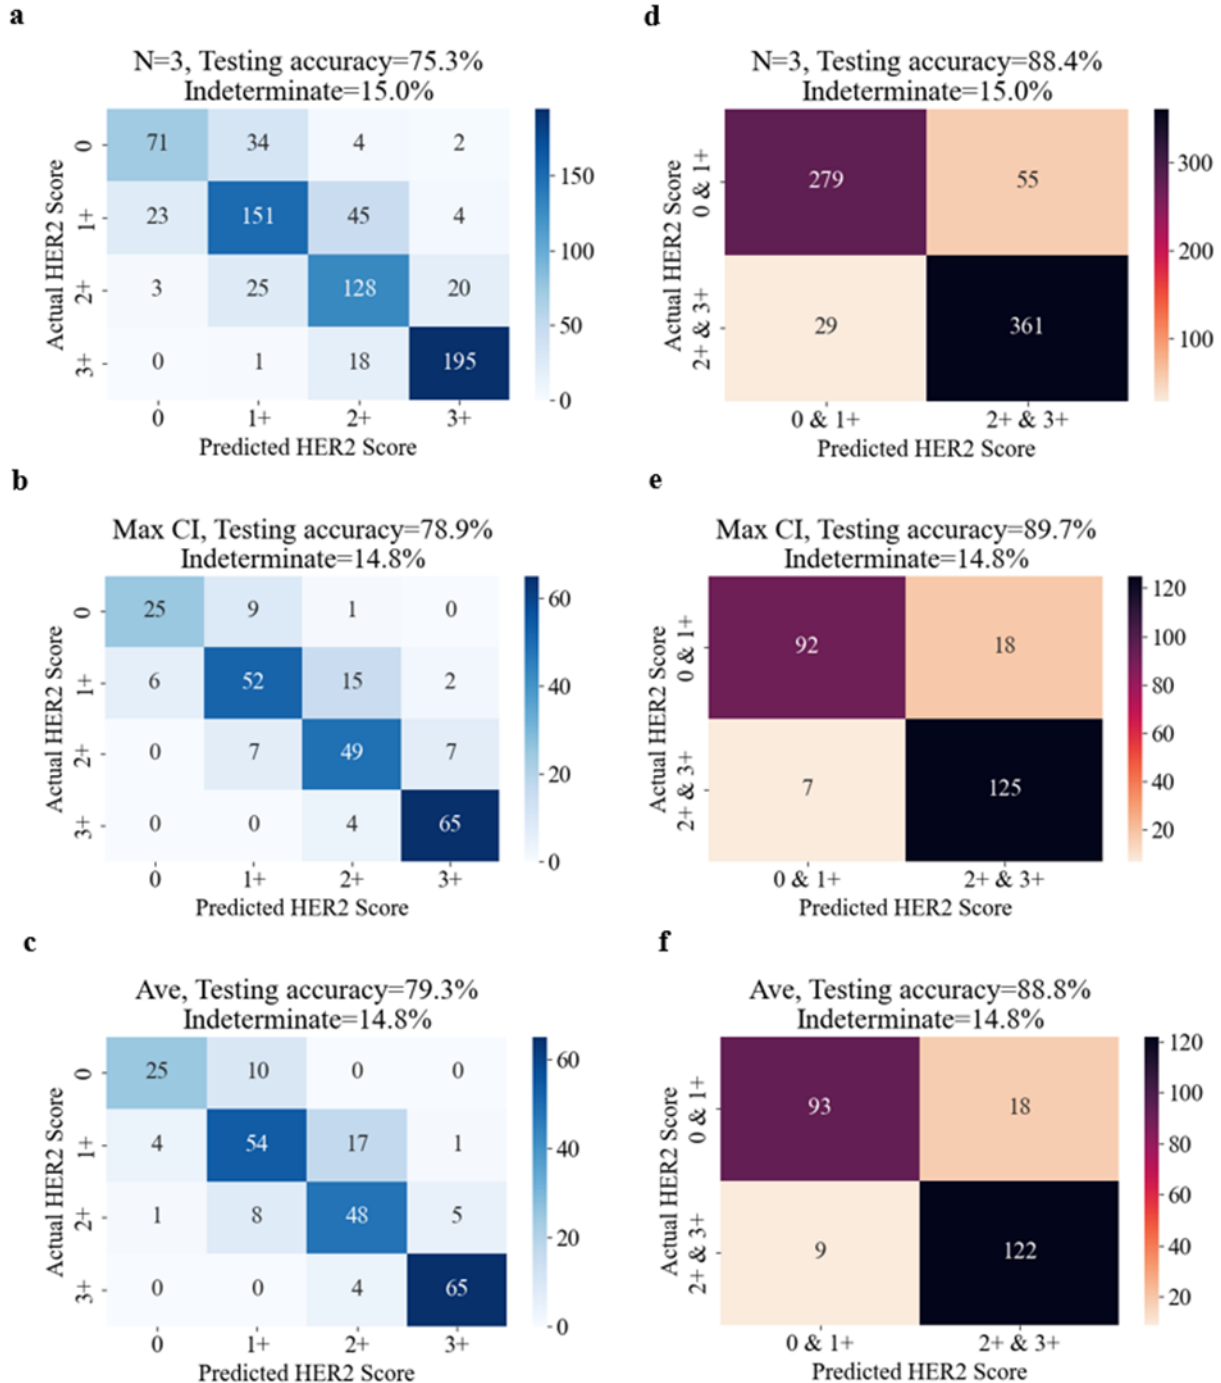 a
N=3, Testing accuracy=75.3%
Indeterminate=15.0%
Actual HER2 Score
0
71 34 4 2
1+
23 151 45 4
2+
3 25 128 20
3+
0 1 18 195
0 1+ 2+ 3+
Predicted HER2 Score
150
100
50
0
d
N=3, Testing accuracy=88.4%
Indeterminate=15.0%
Actual HER2 Score
0 & 1+
279 55
2+ & 3+
29 361
0 & 1+ 2+ & 3+
Predicted HER2 Score
300
200
100
b
Max CI, Testing accuracy=78.9%
Indeterminate=14.8%
Actual HER2 Score
0
25 9 1 0
1+
6 52 15 2
2+
0 7 49 7
3+
0 0 4 65
0 1+ 2+ 3+
Predicted HER2 Score
60
40
20
0
e
Max CI, Testing accuracy=89.7%
Indeterminate=14.8%
Actual HER2 Score
0 & 1+
92 18
2+ & 3+
7 125
0 & 1+ 2+ & 3+
Predicted HER2 Score
120
100
80
60
40
20
c
Ave, Testing accuracy=79.3%
Indeterminate=14.8%
Actual HER2 Score
0
25 10 0 0
1+
4 54 17 1
2+
1 8 48 5
3+
0 0 4 65
0 1+ 2+ 3+
Predicted HER2 Score
60
40
20
0
f
Ave, Testing accuracy=88.8%
Indeterminate=14.8%
Actual HER2 Score
0 & 1+
93 18
2+ & 3+
9 122
0 & 1+ 2+ & 3+
Predicted HER2 Score
120
100
80
60
40
20